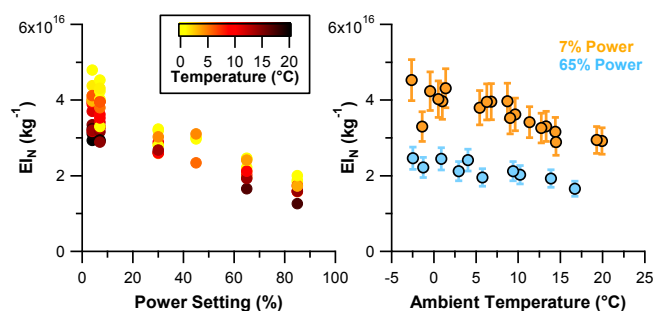 6x10^16
4
2
0
EI_N (kg^-1)
0 20 40 60 80 100
Power Setting (%)
0 5 10 15 20
Temperature (°C)
6x10^16
4
2
0
EI_N (kg^-1)
7% Power
65% Power
-5 0 5 10 15 20 25
Ambient Temperature (°C)